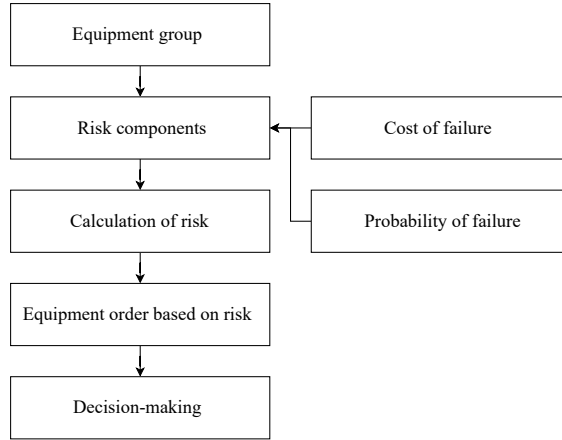 Equipment group
Risk components
Cost of failure
Calculation of risk
Probability of failure
Equipment order based on risk
Decision-making